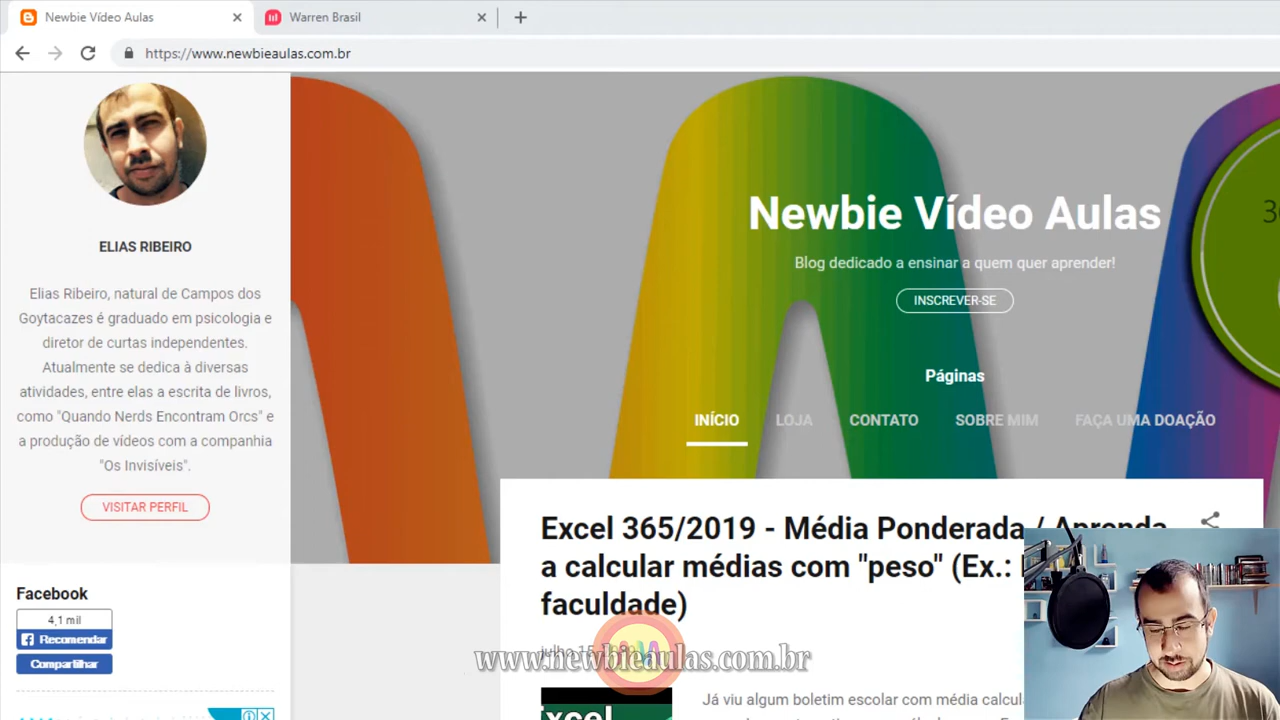 Newbie Vídeo Aulas
Warren Brasil
https://www.newbieaulas.com.br
ELIAS RIBEIRO
Elias Ribeiro, natural de Campos dos
Goytacazes é graduado em psicologia e
diretor de curtas independentes.
Atualmente se dedica à diversas
atividades, entre elas a escrita de livros,
como "Quando Nerds Encontram Orcs" e
a produção de vídeos com a companhia
"Os Invisíveis".
VISITAR PERFIL
Facebook
4,1 mil
Recomendar
Compartilhar
Newbie Vídeo Aulas
Blog dedicado a ensinar a quem quer aprender!
INSCREVER-SE
Páginas
INÍCIO LOJA CONTATO SOBRE MIM FAÇA UMA DOAÇÃO
Excel 365/2019 - Média Ponderada / Aprenda
a calcular médias com "peso" (Ex.:
faculdade)
julho
www.newbieaulas.com.br
Já viu algum boletim escolar com média
Excel